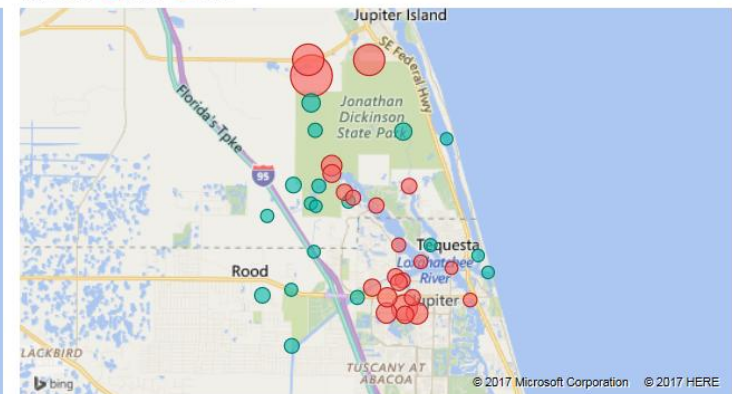 Jupiter Island
SE Federal Hwy
Jonathan
Dickinson
State Park
Florida's Tpke
95
Tequesta
Loxahatchee
River
Rood
Jupiter
LACKBIRD
TUSCANY AT
ABACOA
bing
© 2017 Microsoft Corporation © 2017 HERE